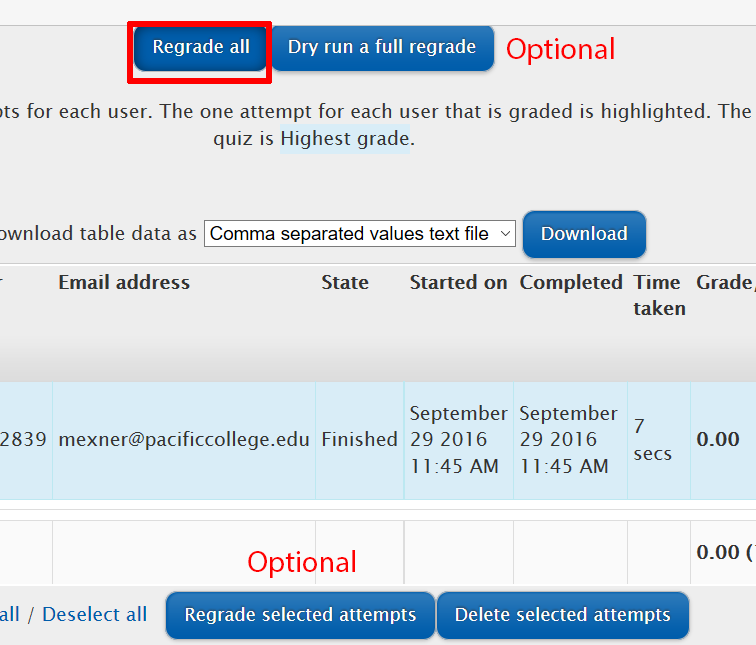 Regrade all Dry run a full regrade Optional
for each user. The one attempt for each user that is graded is highlighted. The
quiz is Highest grade.
download table data as Comma separated values text file Download
Email address State Started on Completed Time taken Grade
2839 mexner@pacificcollege.edu Finished September 29 2016 11:45 AM September 29 2016 11:45 AM 7 secs 0.00
0.00 (
Optional
all / Deselect all Regrade selected attempts Delete selected attempts